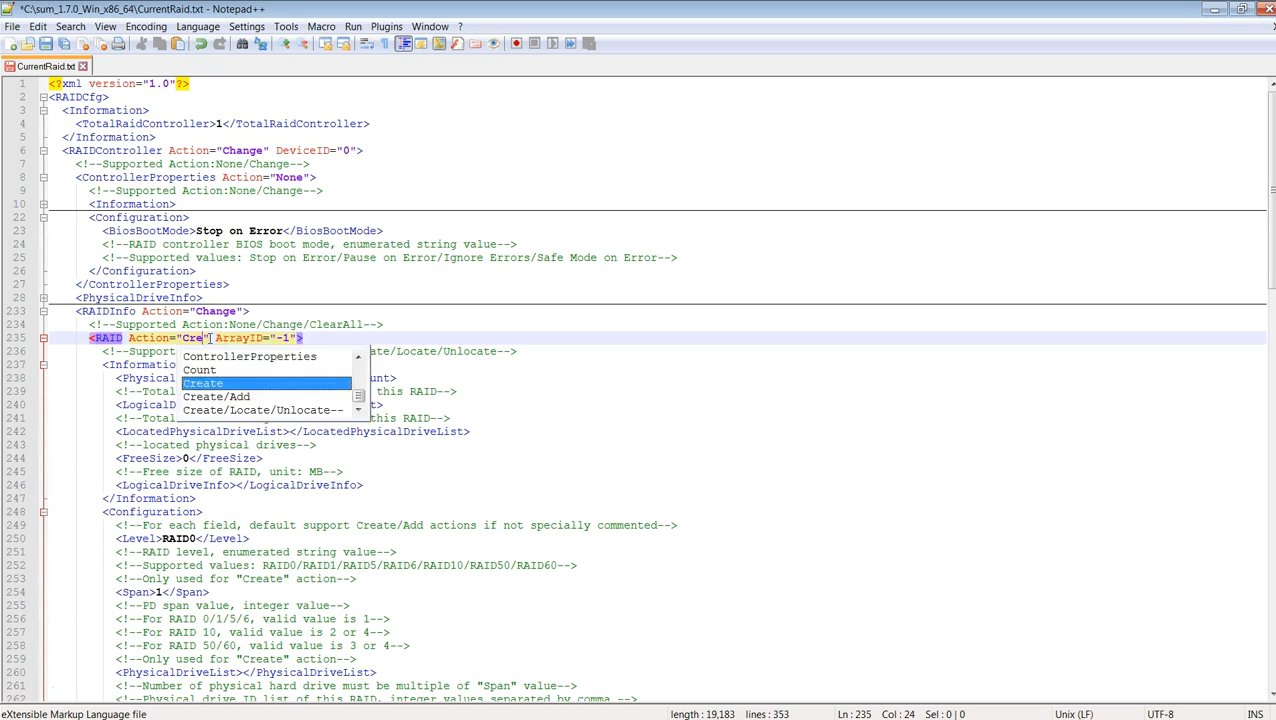 *C:\sum_1.7.0_Win_x86_64\CurrentRaid.txt - Notepad++
File Edit Search View Encoding Language Settings Tools Macro Run Plugins Window ?
CurrentRaid.txt
1 <?xml version="1.0"?>
2 <RAIDCfg>
3 <Information>
4 <TotalRaidController>1</TotalRaidController>
5 </Information>
6 <RAIDController Action="Change" DeviceID="0">
7 <!--Supported Action:None/Change-->
8 <ControllerProperties Action="None">
9 <!--Supported Action:None/Change-->
10 <Information>
22 <Configuration>
23 <BiosBootMode>Stop on Error</BiosBootMode>
24 <!--RAID controller BIOS boot mode, enumerated string value-->
25 <!--Supported values: Stop on Error/Pause on Error/Ignore Errors/Safe Mode on Error-->
26 </Configuration>
27 </ControllerProperties>
28 <PhysicalDriveInfo>
233 <RAIDInfo Action="Change">
234 <!--Supported Action:None/Change/ClearAll-->
235 <RAID Action="Cre" ArrayID="-1">
236 <!--Support ate/Locate/Unlocate-->
237 <Information
238 <Physical ount>
239 <!--Total this RAID-->
240 <LogicalD t>
241 <!--Total this RAID-->
ControllerProperties
Count
Create
Create/Add
Create/Locate/Unlocate--
242 <LocatedPhysicalDriveList></LocatedPhysicalDriveList>
243 <!--located physical drives-->
244 <FreeSize>0</FreeSize>
245 <!--Free size of RAID, unit: MB-->
246 <LogicalDriveInfo></LogicalDriveInfo>
247 </Information>
248 <Configuration>
249 <!--For each field, default support Create/Add actions if not specially commented-->
250 <Level>RAID0</Level>
251 <!--RAID level, enumerated string value-->
252 <!--Supported values: RAID0/RAID1/RAID5/RAID6/RAID10/RAID50/RAID60-->
253 <!--Only used for "Create" action-->
254 <Span>1</Span>
255 <!--PD span value, integer value-->
256 <!--For RAID 0/1/5/6, valid value is 1-->
257 <!--For RAID 10, valid value is 2 or 4-->
258 <!--For RAID 50/60, valid value is 3 or 4-->
259 <!--Only used for "Create" action-->
260 <PhysicalDriveList></PhysicalDriveList>
261 <!--Number of physical hard drive must be multiple of "Span" value-->
262 <!--Physical drive ID list of this RAID, integer values separated by comma -->
eXtensible Markup Language file length : 19,183 lines : 353 Ln : 235 Col : 24 Sel : 0 | 0 Unix (LF) UTF-8 INS